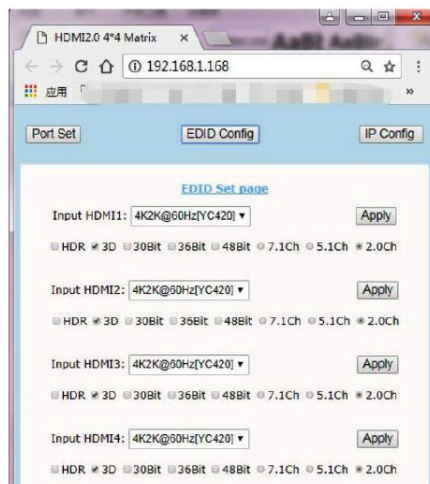 HDMI2.0 4*4 Matrix
192.168.1.168
应用
Port Set EDID Config IP Config
EDID Set page
Input HDMI1: 4K2K@60Hz[YC420] Apply
HDR 3D 30Bit 36Bit 48Bit 7.1Ch 5.1Ch 2.0Ch
Input HDMI2: 4K2K@60Hz[YC420] Apply
HDR 3D 30Bit 36Bit 48Bit 7.1Ch 5.1Ch 2.0Ch
Input HDMI3: 4K2K@60Hz[YC420] Apply
HDR 3D 30Bit 36Bit 48Bit 7.1Ch 5.1Ch 2.0Ch
Input HDMI4: 4K2K@60Hz[YC420] Apply
HDR 3D 30Bit 36Bit 48Bit 7.1Ch 5.1Ch 2.0Ch